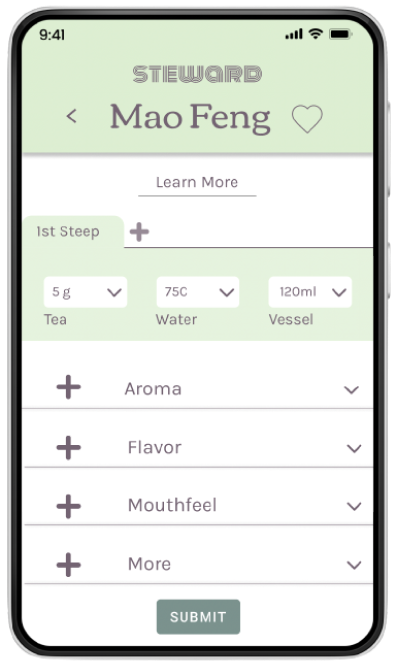 9:41
STEWARD
< Mao Feng
Learn More
1st Steep +
5 g 75C 120ml
Tea Water Vessel
+ Aroma
+ Flavor
+ Mouthfeel
+ More
SUBMIT